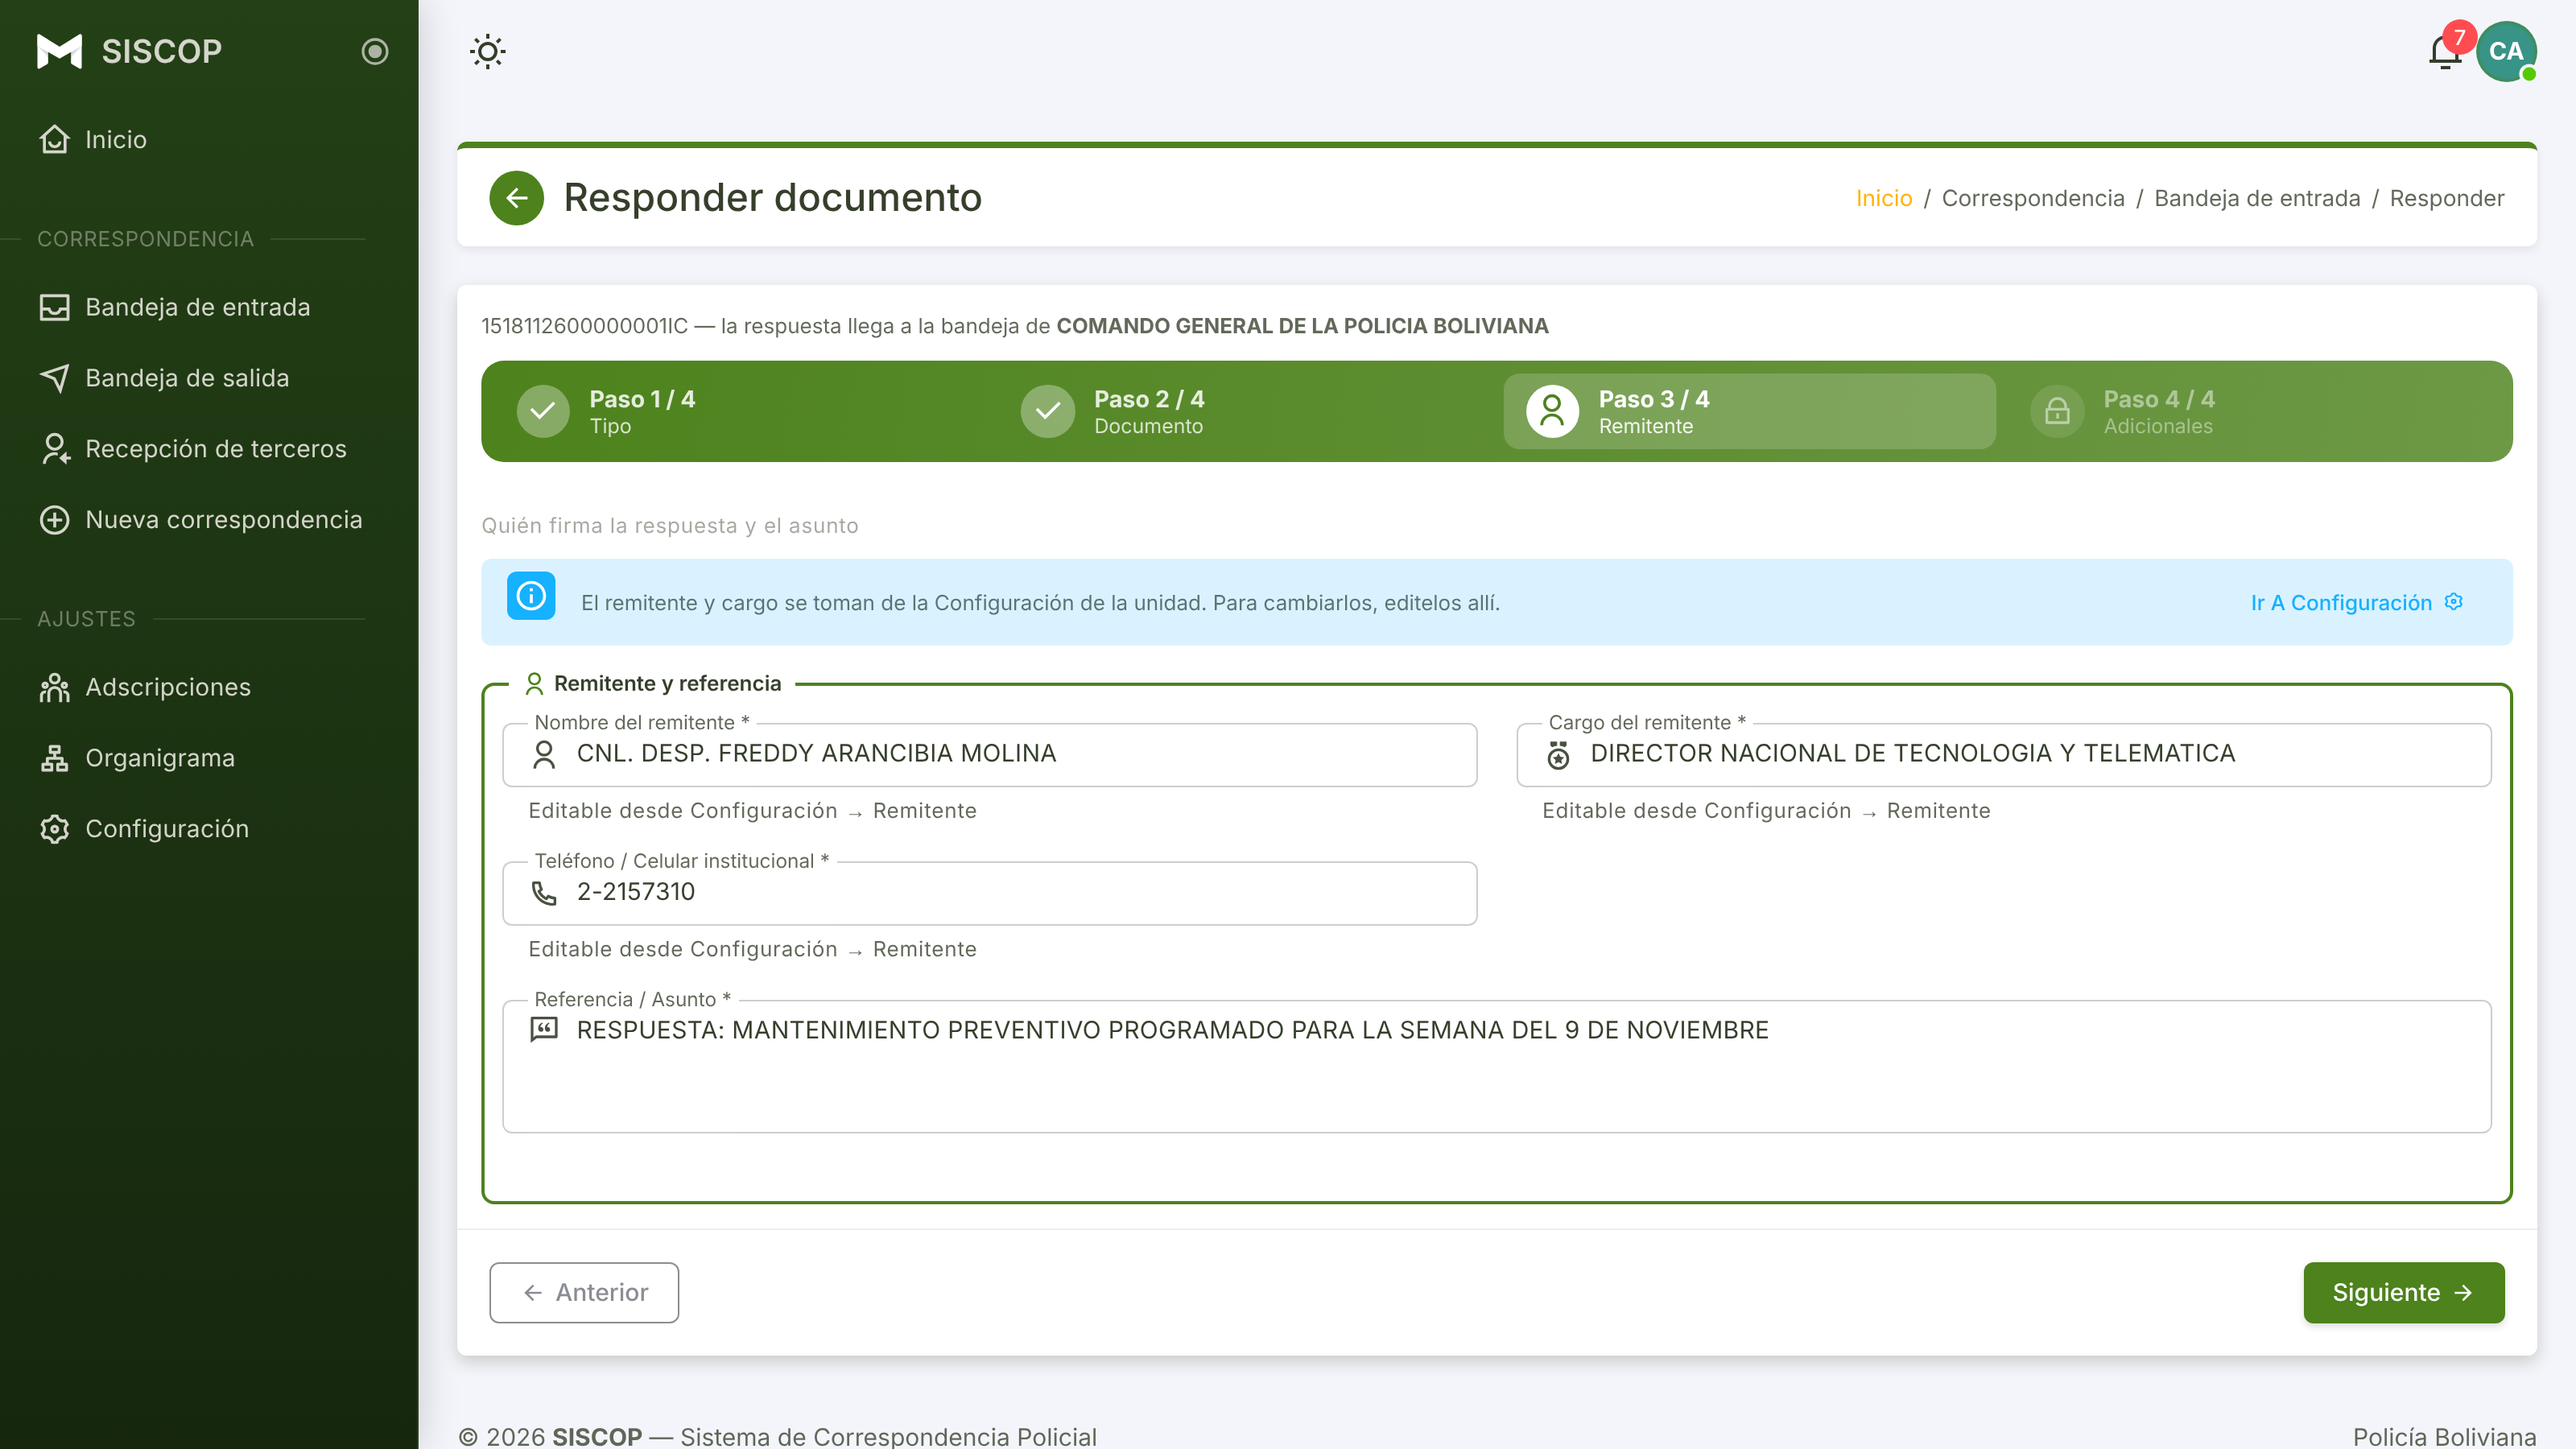 SISCOP
7
CA
Inicio
CORRESPONDENCIA
Bandeja de entrada
Bandeja de salida
Recepción de terceros
Nueva correspondencia
AJUSTES
Adscripciones
Organigrama
Configuración
Responder documento
Inicio / Correspondencia / Bandeja de entrada / Responder
1518112600000001IC — la respuesta llega a la bandeja de COMANDO GENERAL DE LA POLICIA BOLIVIANA
Paso 1 / 4
Tipo
Paso 2 / 4
Documento
Paso 3 / 4
Remitente
Paso 4 / 4
Adicionales
Quién firma la respuesta y el asunto
El remitente y cargo se toman de la Configuración de la unidad. Para cambiarlos, editelos allí.
Ir A Configuración
Remitente y referencia
Nombre del remitente *
CNL. DESP. FREDDY ARANCIBIA MOLINA
Editable desde Configuración → Remitente
Cargo del remitente *
DIRECTOR NACIONAL DE TECNOLOGIA Y TELEMATICA
Editable desde Configuración → Remitente
Teléfono / Celular institucional *
2-2157310
Editable desde Configuración → Remitente
Referencia / Asunto *
RESPUESTA: MANTENIMIENTO PREVENTIVO PROGRAMADO PARA LA SEMANA DEL 9 DE NOVIEMBRE
← Anterior
Siguiente →
© 2026 SISCOP — Sistema de Correspondencia Policial
Policía Boliviana